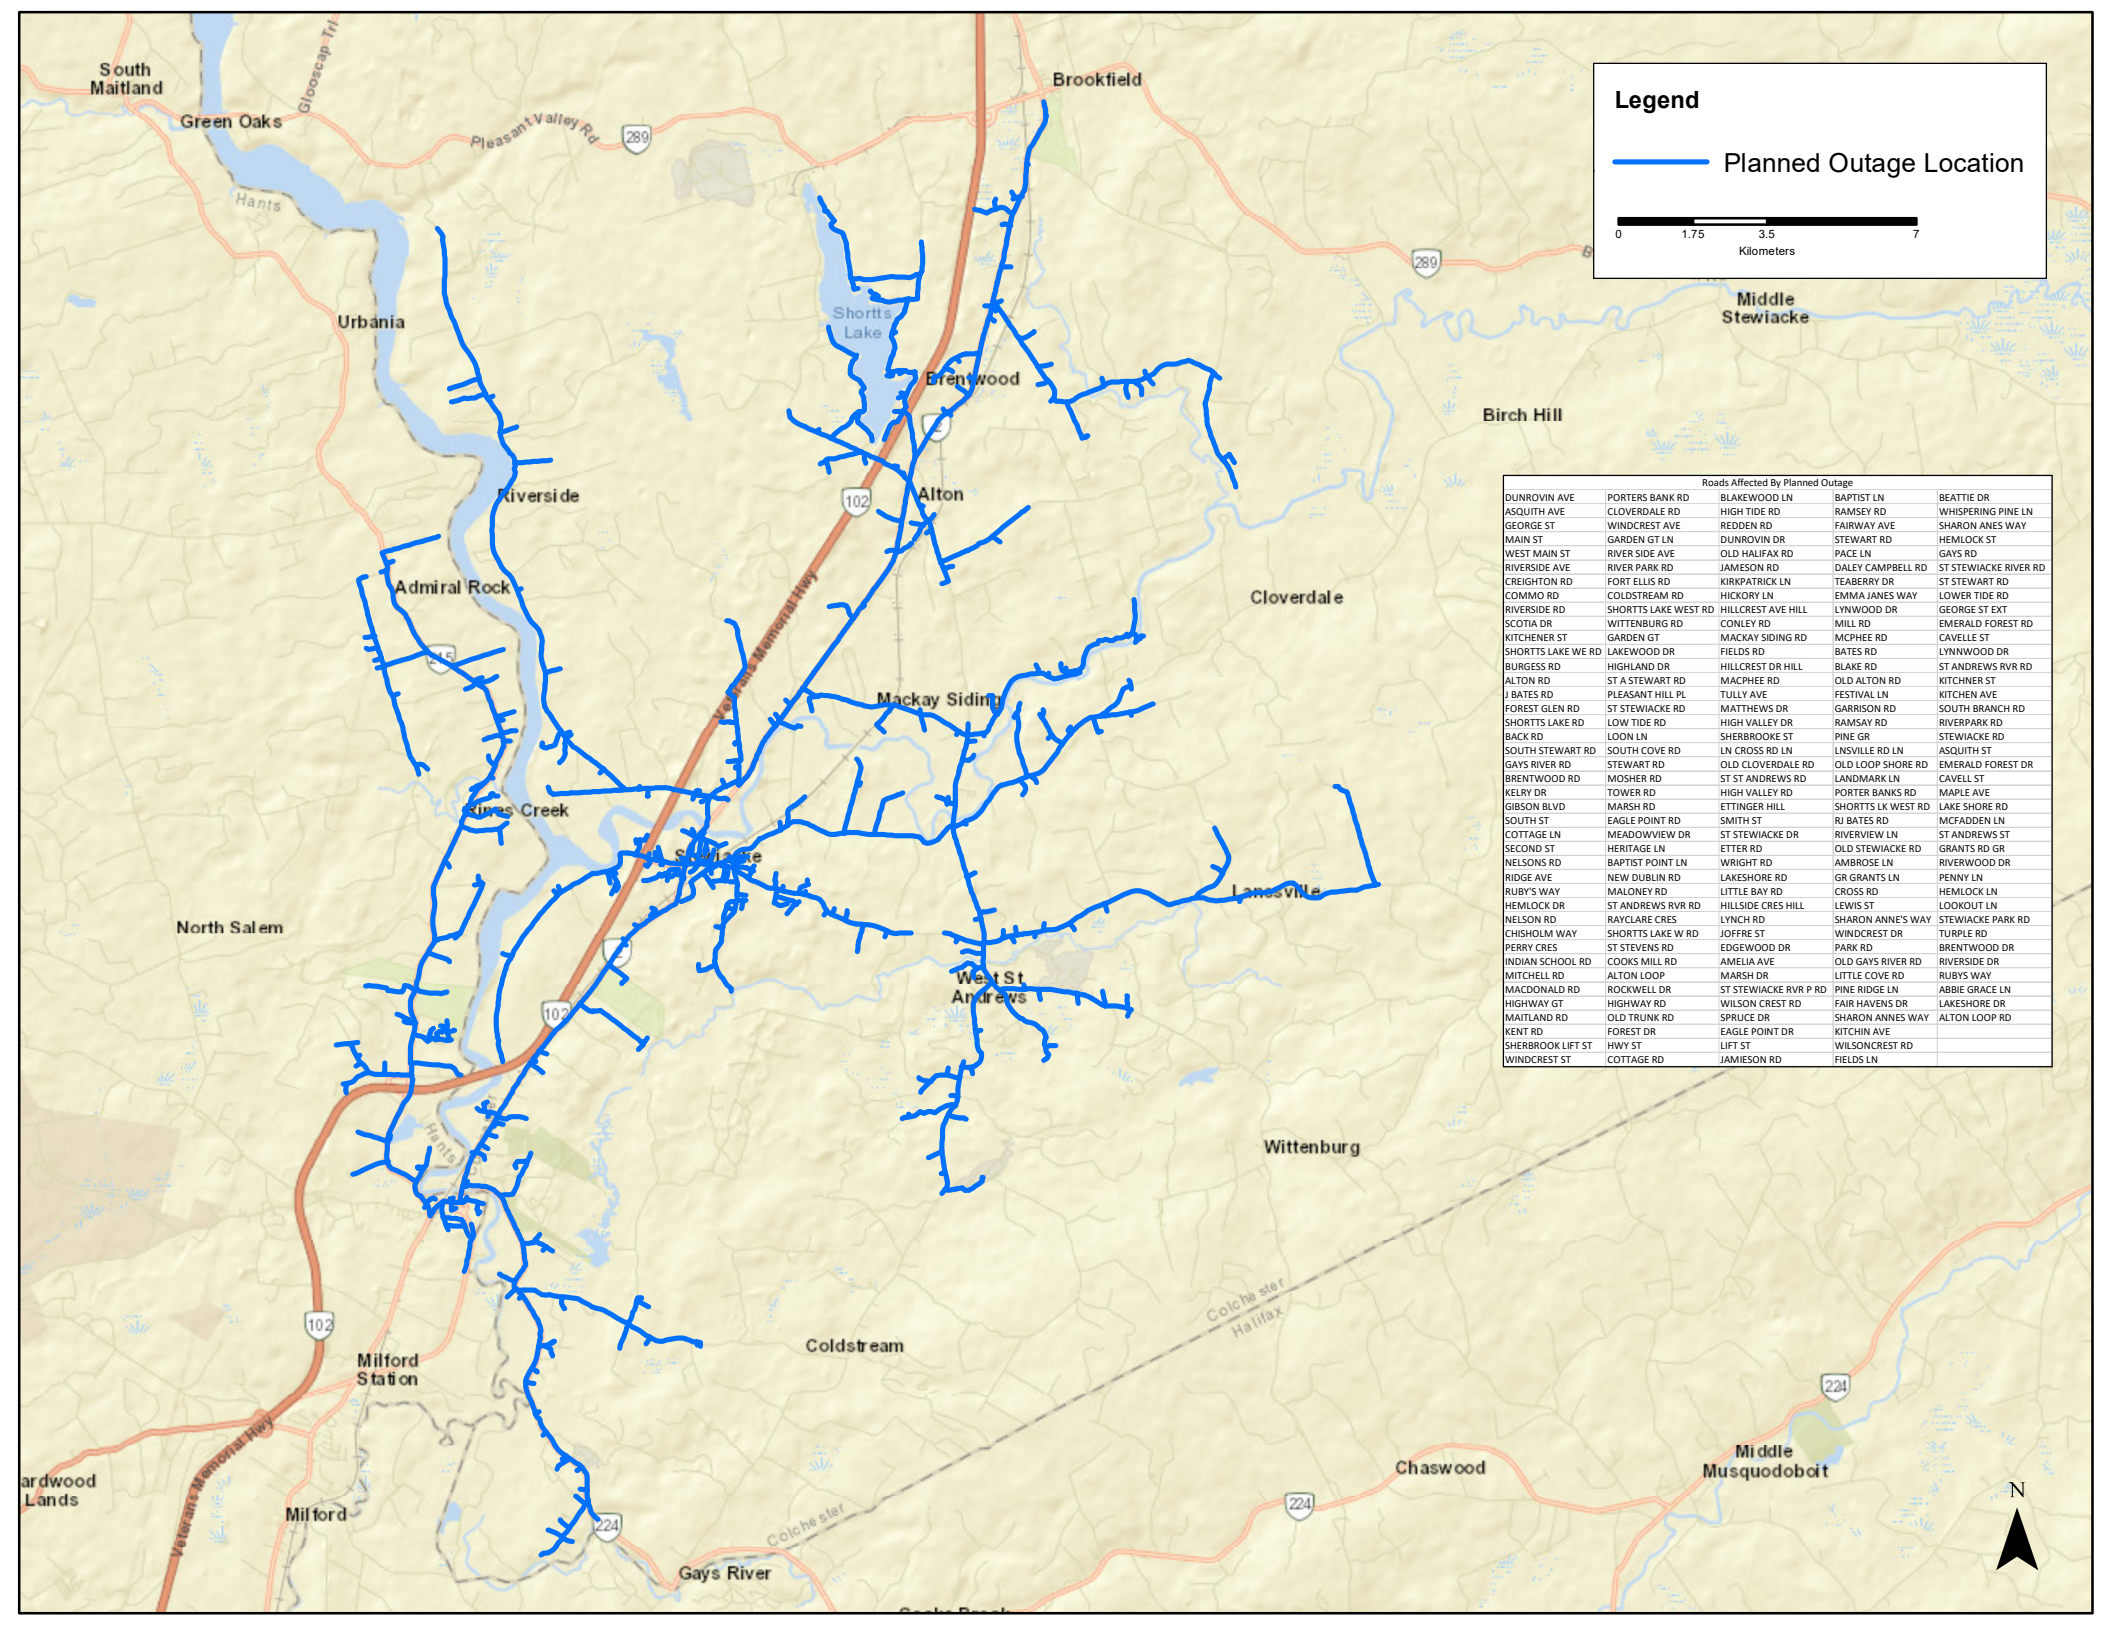 South
Maitland
Green Oaks
Glooscap Trl
Pleasant Valley Rd
289
Brookfield
Hants
Urbania
Shortts
Lake
Brentwood
2
289
B
Middle
Stewiacke
Birch Hill
Riverside
102
Alton
Admiral Rock
215
Cloverdale
Veterans Memorial Hwy
Mackay Siding
Rines Creek
Stewiacke
Lanesville
North Salem
2
West St
Andrews
102
Hants
Wittenburg
Colchester
Halifax
102
Coldstream
Milford
Station
224
Middle
Musquodoboit
Chaswood
224
ardwood
Lands
Veterans Memorial Hwy
Milford
224
Colchester
Gays River
Cooks Brook
Legend
Planned Outage Location
0 1.75 3.5 7
Kilometers
Roads Affected By Planned Outage
DUNROVIN AVE PORTERS BANK RD BLAKEWOOD LN BAPTIST LN BEATTIE DR
ASQUITH AVE CLOVERDALE RD HIGH TIDE RD RAMSEY RD WHISPERING PINE LN
GEORGE ST WINDCREST AVE REDDEN RD FAIRWAY AVE SHARON ANES WAY
MAIN ST GARDEN GT LN DUNROVIN DR STEWART RD HEMLOCK ST
WEST MAIN ST RIVER SIDE AVE OLD HALIFAX RD PACE LN GAYS RD
RIVERSIDE AVE RIVER PARK RD JAMESON RD DALEY CAMPBELL RD ST STEWIACKE RIVER RD
CREIGHTON RD FORT ELLIS RD KIRKPATRICK LN TEABERRY DR ST STEWART RD
COMMO RD COLDSTREAM RD HICKORY LN EMMA JANES WAY LOWER TIDE RD
RIVERSIDE RD SHORTTS LAKE WEST RD HILLCREST AVE HILL LYNWOOD DR GEORGE ST EXT
SCOTIA DR WITTENBURG RD CONLEY RD MILL RD EMERALD FOREST RD
KITCHENER ST GARDEN GT MACKAY SIDING RD MCPHEE RD CAVELLE ST
SHORTTS LAKE WE RD LAKEWOOD DR FIELDS RD BATES RD LYNNWOOD DR
BURGESS RD HIGHLAND DR HILLCREST DR HILL BLAKE RD ST ANDREWS RVR RD
ALTON RD ST A STEWART RD MACPHEE RD OLD ALTON RD KITCHNER ST
J BATES RD PLEASANT HILL PL TULLY AVE FESTIVAL LN KITCHEN AVE
FOREST GLEN RD ST STEWIACKE RD MATTHEWS DR GARRISON RD SOUTH BRANCH RD
SHORTTS LAKE RD LOW TIDE RD HIGH VALLEY DR RAMSAY RD RIVERPARK RD
BACK RD LOON LN SHERBROOKE ST PINE GR STEWIACKE RD
SOUTH STEWART RD SOUTH COVE RD LN CROSS RD LN LNSVILLE RD LN ASQUITH ST
GAYS RIVER RD STEWART RD OLD CLOVERDALE RD OLD LOOP SHORE RD EMERALD FOREST DR
BRENTWOOD RD MOSHER RD ST ST ANDREWS RD LANDMARK LN CAVELL ST
KELRY DR TOWER RD HIGH VALLEY RD PORTER BANKS RD MAPLE AVE
GIBSON BLVD MARSH RD ETTINGER HILL SHORTTS LK WEST RD LAKE SHORE RD
SOUTH ST EAGLE POINT RD SMITH ST RJ BATES RD MCFADDEN LN
COTTAGE LN MEADOWVIEW DR ST STEWIACKE DR RIVERVIEW LN ST ANDREWS ST
SECOND ST HERITAGE LN ETTER RD OLD STEWIACKE RD GRANTS RD GR
NELSONS RD BAPTIST POINT LN WRIGHT RD AMBROSE LN RIVERWOOD DR
RIDGE AVE NEW DUBLIN RD LAKESHORE RD GR GRANTS LN PENNY LN
RUBY'S WAY MALONEY RD LITTLE BAY RD CROSS RD HEMLOCK LN
HEMLOCK DR ST ANDREWS RVR RD HILLSIDE CRES HILL LEWIS ST LOOKOUT LN
NELSON RD RAYCLARE CRES LYNCH RD SHARON ANNE'S WAY STEWIACKE PARK RD
CHISHOLM WAY SHORTTS LAKE W RD JOFFRE ST WINDCREST DR TURPLE RD
PERRY CRES ST STEVENS RD EDGEWOOD DR PARK RD BRENTWOOD DR
INDIAN SCHOOL RD COOKS MILL RD AMELIA AVE OLD GAYS RIVER RD RIVERSIDE DR
MITCHELL RD ALTON LOOP MARSH DR LITTLE COVE RD RUBYS WAY
MACDONALD RD ROCKWELL DR ST STEWIACKE RVR P RD PINE RIDGE LN ABBIE GRACE LN
HIGHWAY GT HIGHWAY RD WILSON CREST RD FAIR HAVENS DR LAKESHORE DR
MAITLAND RD OLD TRUNK RD SPRUCE DR SHARON ANNES WAY ALTON LOOP RD
KENT RD FOREST DR EAGLE POINT DR KITCHIN AVE
SHERBROOK LIFT ST HWY ST LIFT ST WILSONCREST RD
WINDCREST ST COTTAGE RD JAMIESON RD FIELDS LN
N